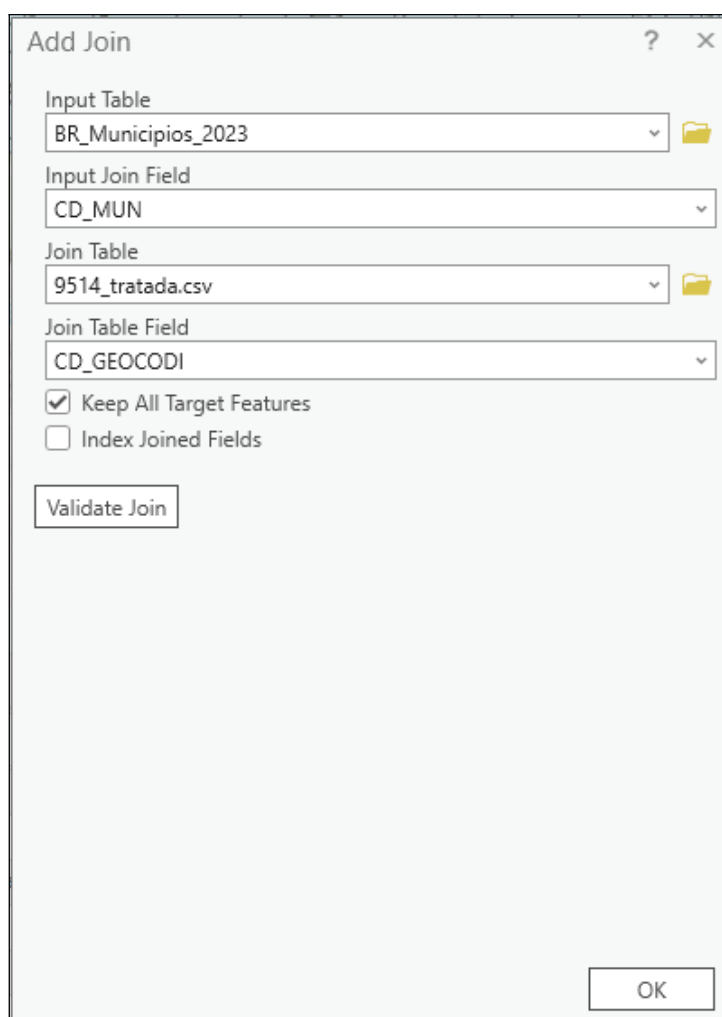 Add Join ? ×
Input Table
BR_Municipios_2023
Input Join Field
CD_MUN
Join Table
9514_tratada.csv
Join Table Field
CD_GEOCODI
Keep All Target Features
Index Joined Fields
Validate Join
OK